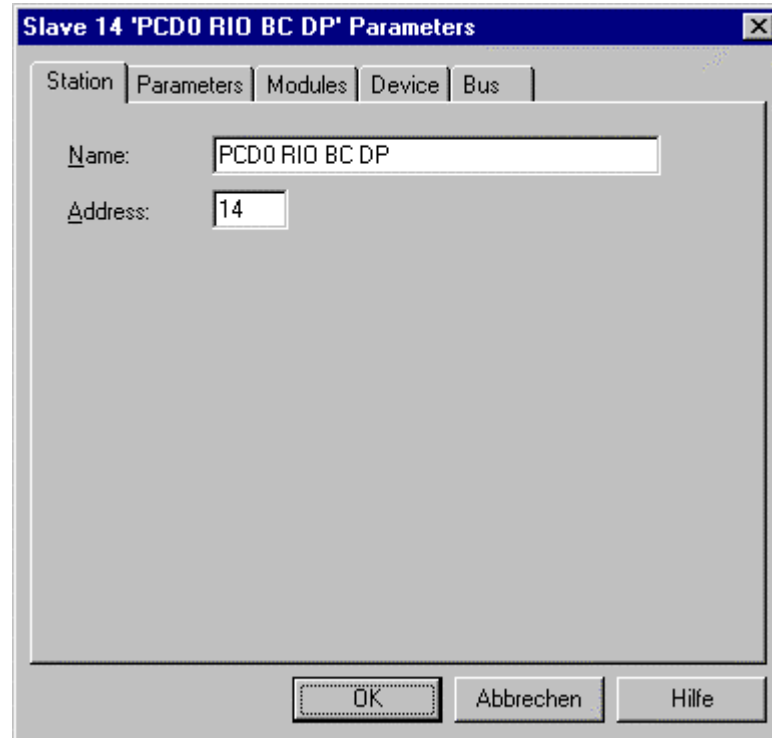 Slave 14 'PCD0 RIO BC DP' Parameters
Station Parameters Modules Device Bus
Name: PCD0 RIO BC DP
Address: 14
OK Abbrechen Hilfe